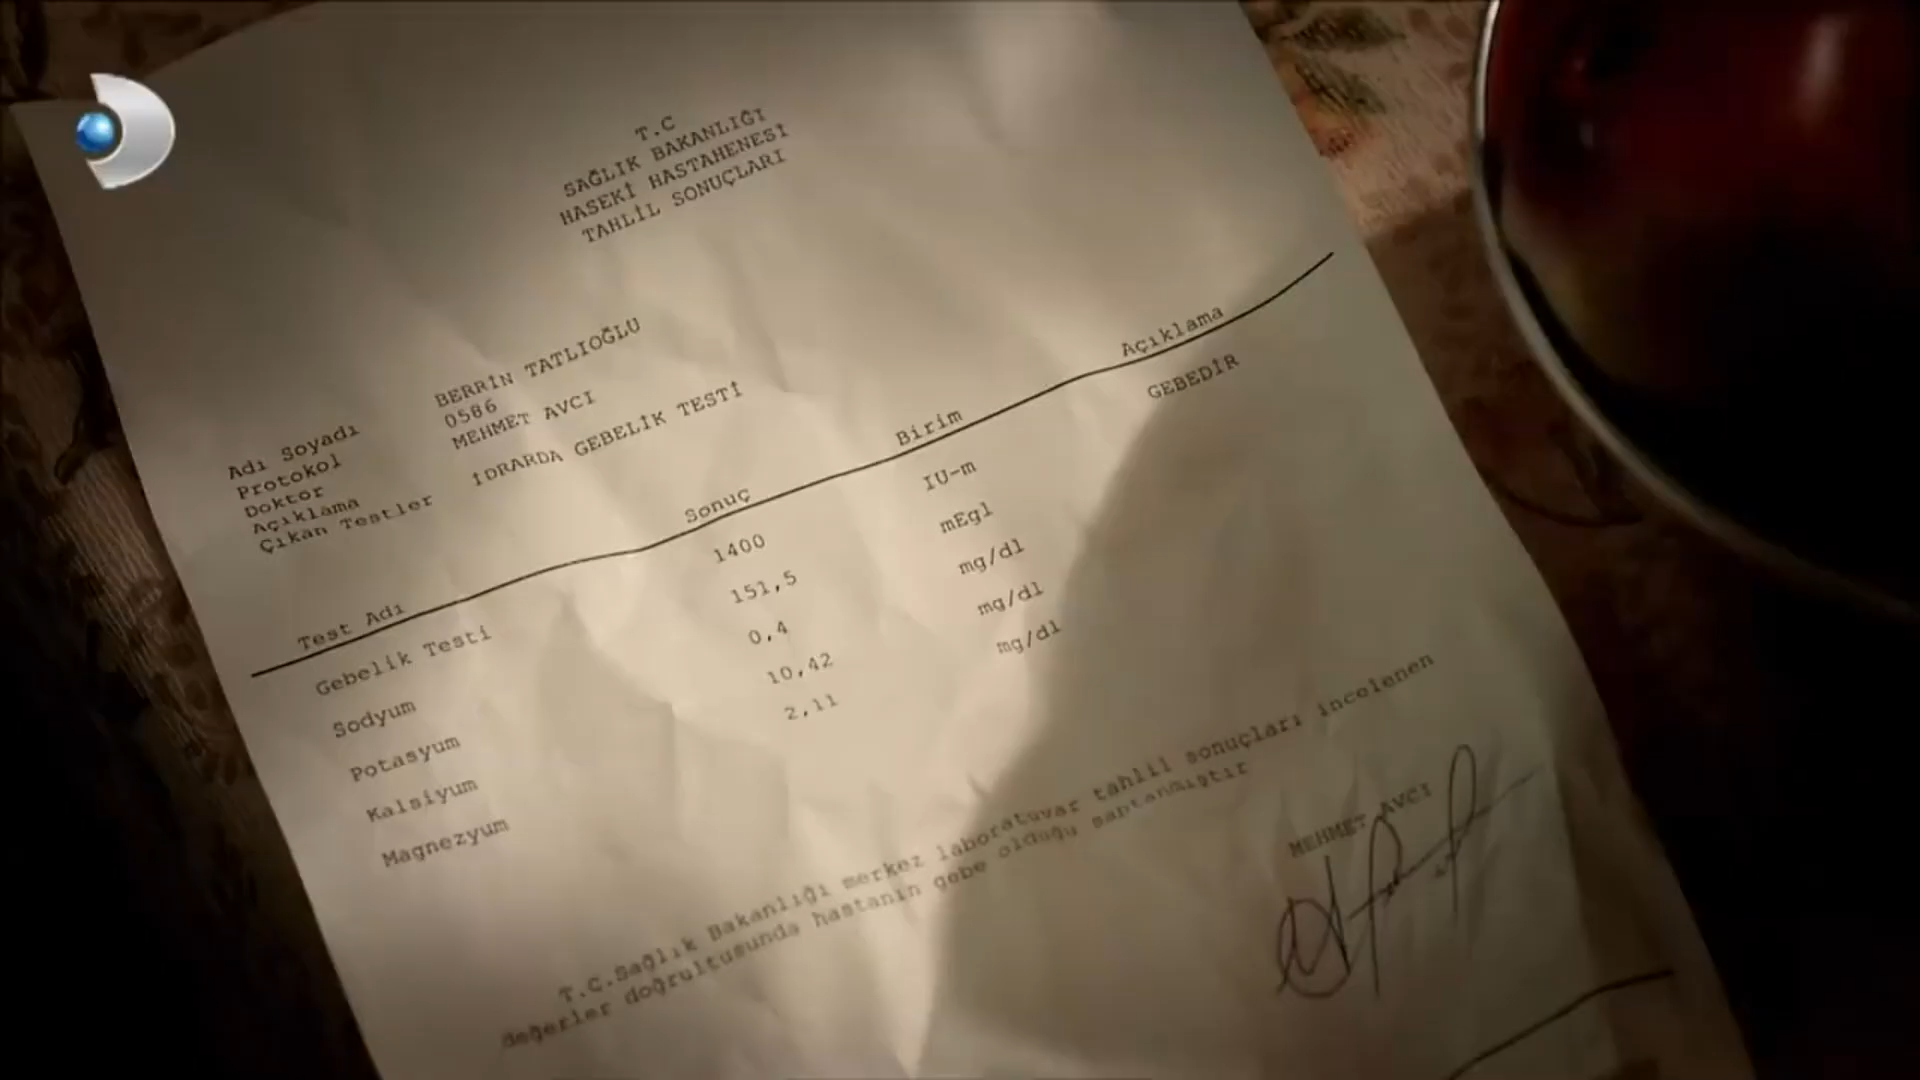 T.C
SAĞLIK BAKANLIĞI
HASEKİ HASTAHENESİ
TAHLİL SONUÇLARI
Adı Soyadı BERRİN TATLIOĞLU
Protokol 0586
Doktor MEHMET AVCI
Açıklama
Çıkan Testler İDRARDA GEBELİK TESTİ
Test Adı Sonuç Birim Açıklama
Gebelik Testi 1400 IU-m GEBEDİR
Sodyum 151,5 mEgl
Potasyum 0,4 mg/dl
Kalsiyum 10,42 mg/dl
Magnezyum 2,11 mg/dl
T.C.Sağlık Bakanlığı merkez laboratuvar tahlil sonuçları incelenen
değerler doğrultusunda hastanın gebe olduğu saptanmıştır
MEHMET AVCI